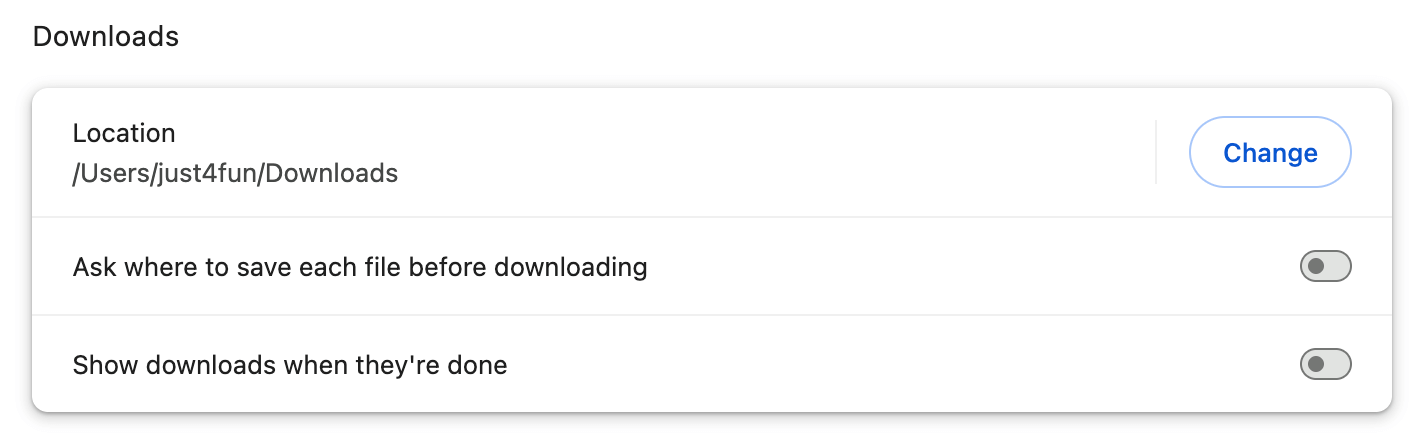 Downloads
Location
/Users/just4fun/Downloads
Change
Ask where to save each file before downloading
Show downloads when they're done